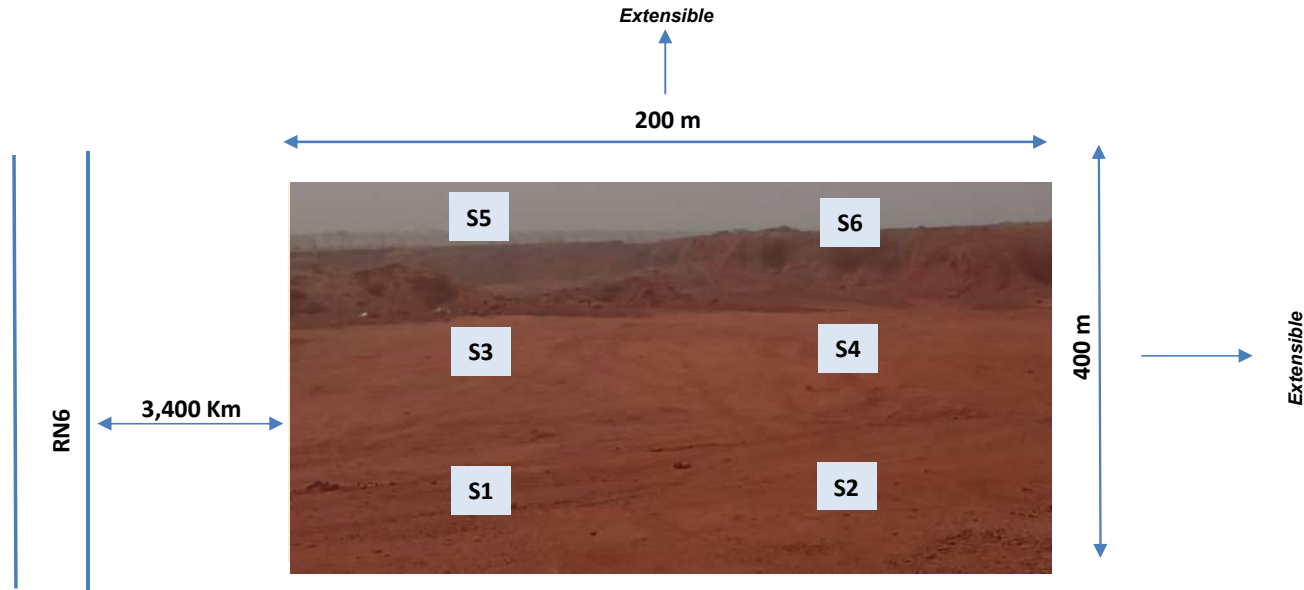 Extensible
200 m
S5
S6
S3
S4
400 m
Extensible
RN6
3,400 Km
S1
S2